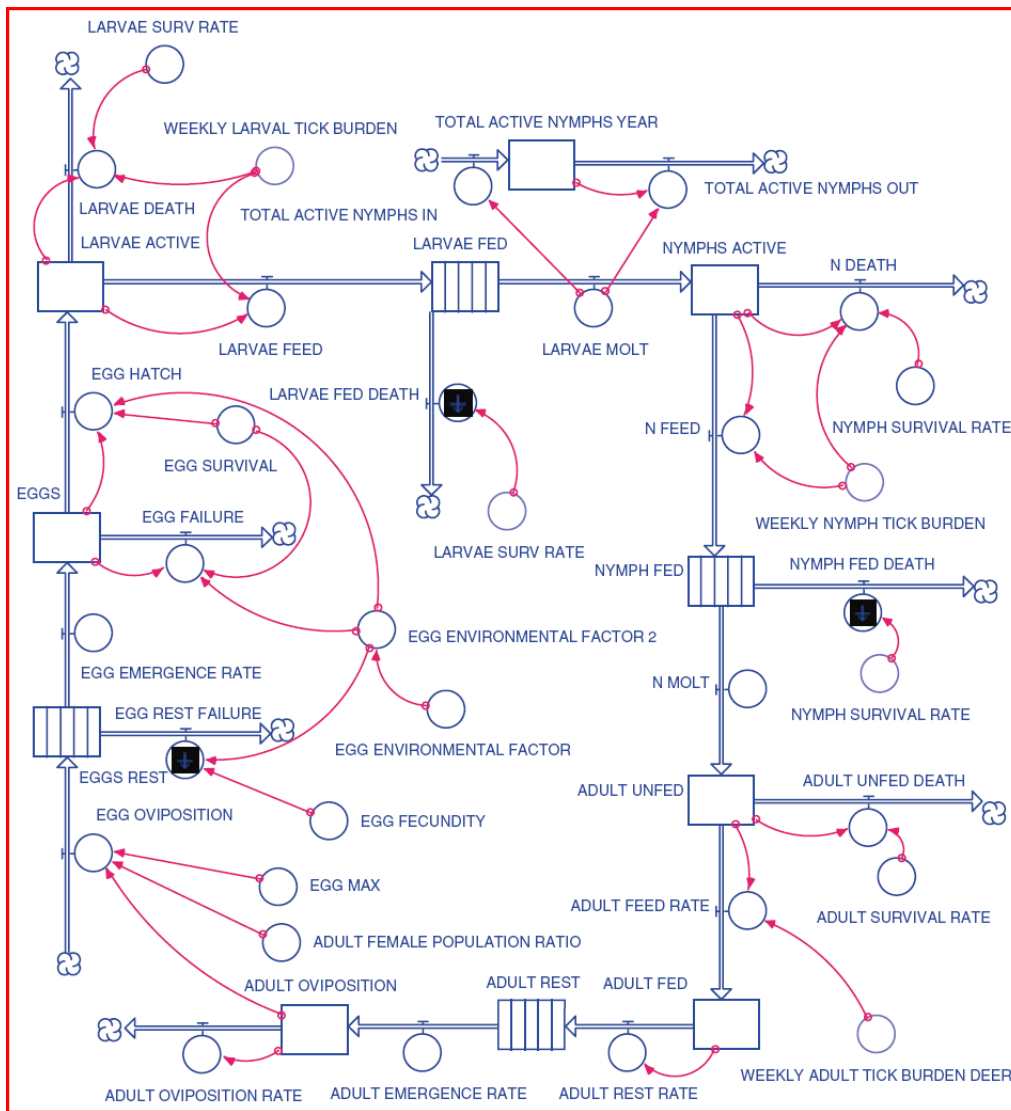 LARVAE SURV RATE
WEEKLY LARVAL TICK BURDEN
TOTAL ACTIVE NYMPHS YEAR
LARVAE DEATH
TOTAL ACTIVE NYMPHS IN
TOTAL ACTIVE NYMPHS OUT
LARVAE ACTIVE
LARVAE FED
NYMPHS ACTIVE
N DEATH
LARVAE FEED
LARVAE MOLT
EGG HATCH
LARVAE FED DEATH
N FEED
NYMPH SURVIVAL RATE
EGG SURVIVAL
EGGS
EGG FAILURE
LARVAE SURV RATE
WEEKLY NYMPH TICK BURDEN
NYMPH FED
NYMPH FED DEATH
EGG ENVIRONMENTAL FACTOR 2
EGG EMERGENCE RATE
N MOLT
EGG REST FAILURE
NYMPH SURVIVAL RATE
EGG ENVIRONMENTAL FACTOR
EGGS REST
ADULT UNFED
ADULT UNFED DEATH
EGG OVIPOSITION
EGG FECUNDITY
EGG MAX
ADULT FEED RATE
ADULT SURVIVAL RATE
ADULT FEMALE POPULATION RATIO
ADULT OVIPOSITION
ADULT REST
ADULT FED
WEEKLY ADULT TICK BURDEN DEER
ADULT OVIPOSITION RATE
ADULT EMERGENCE RATE
ADULT REST RATE